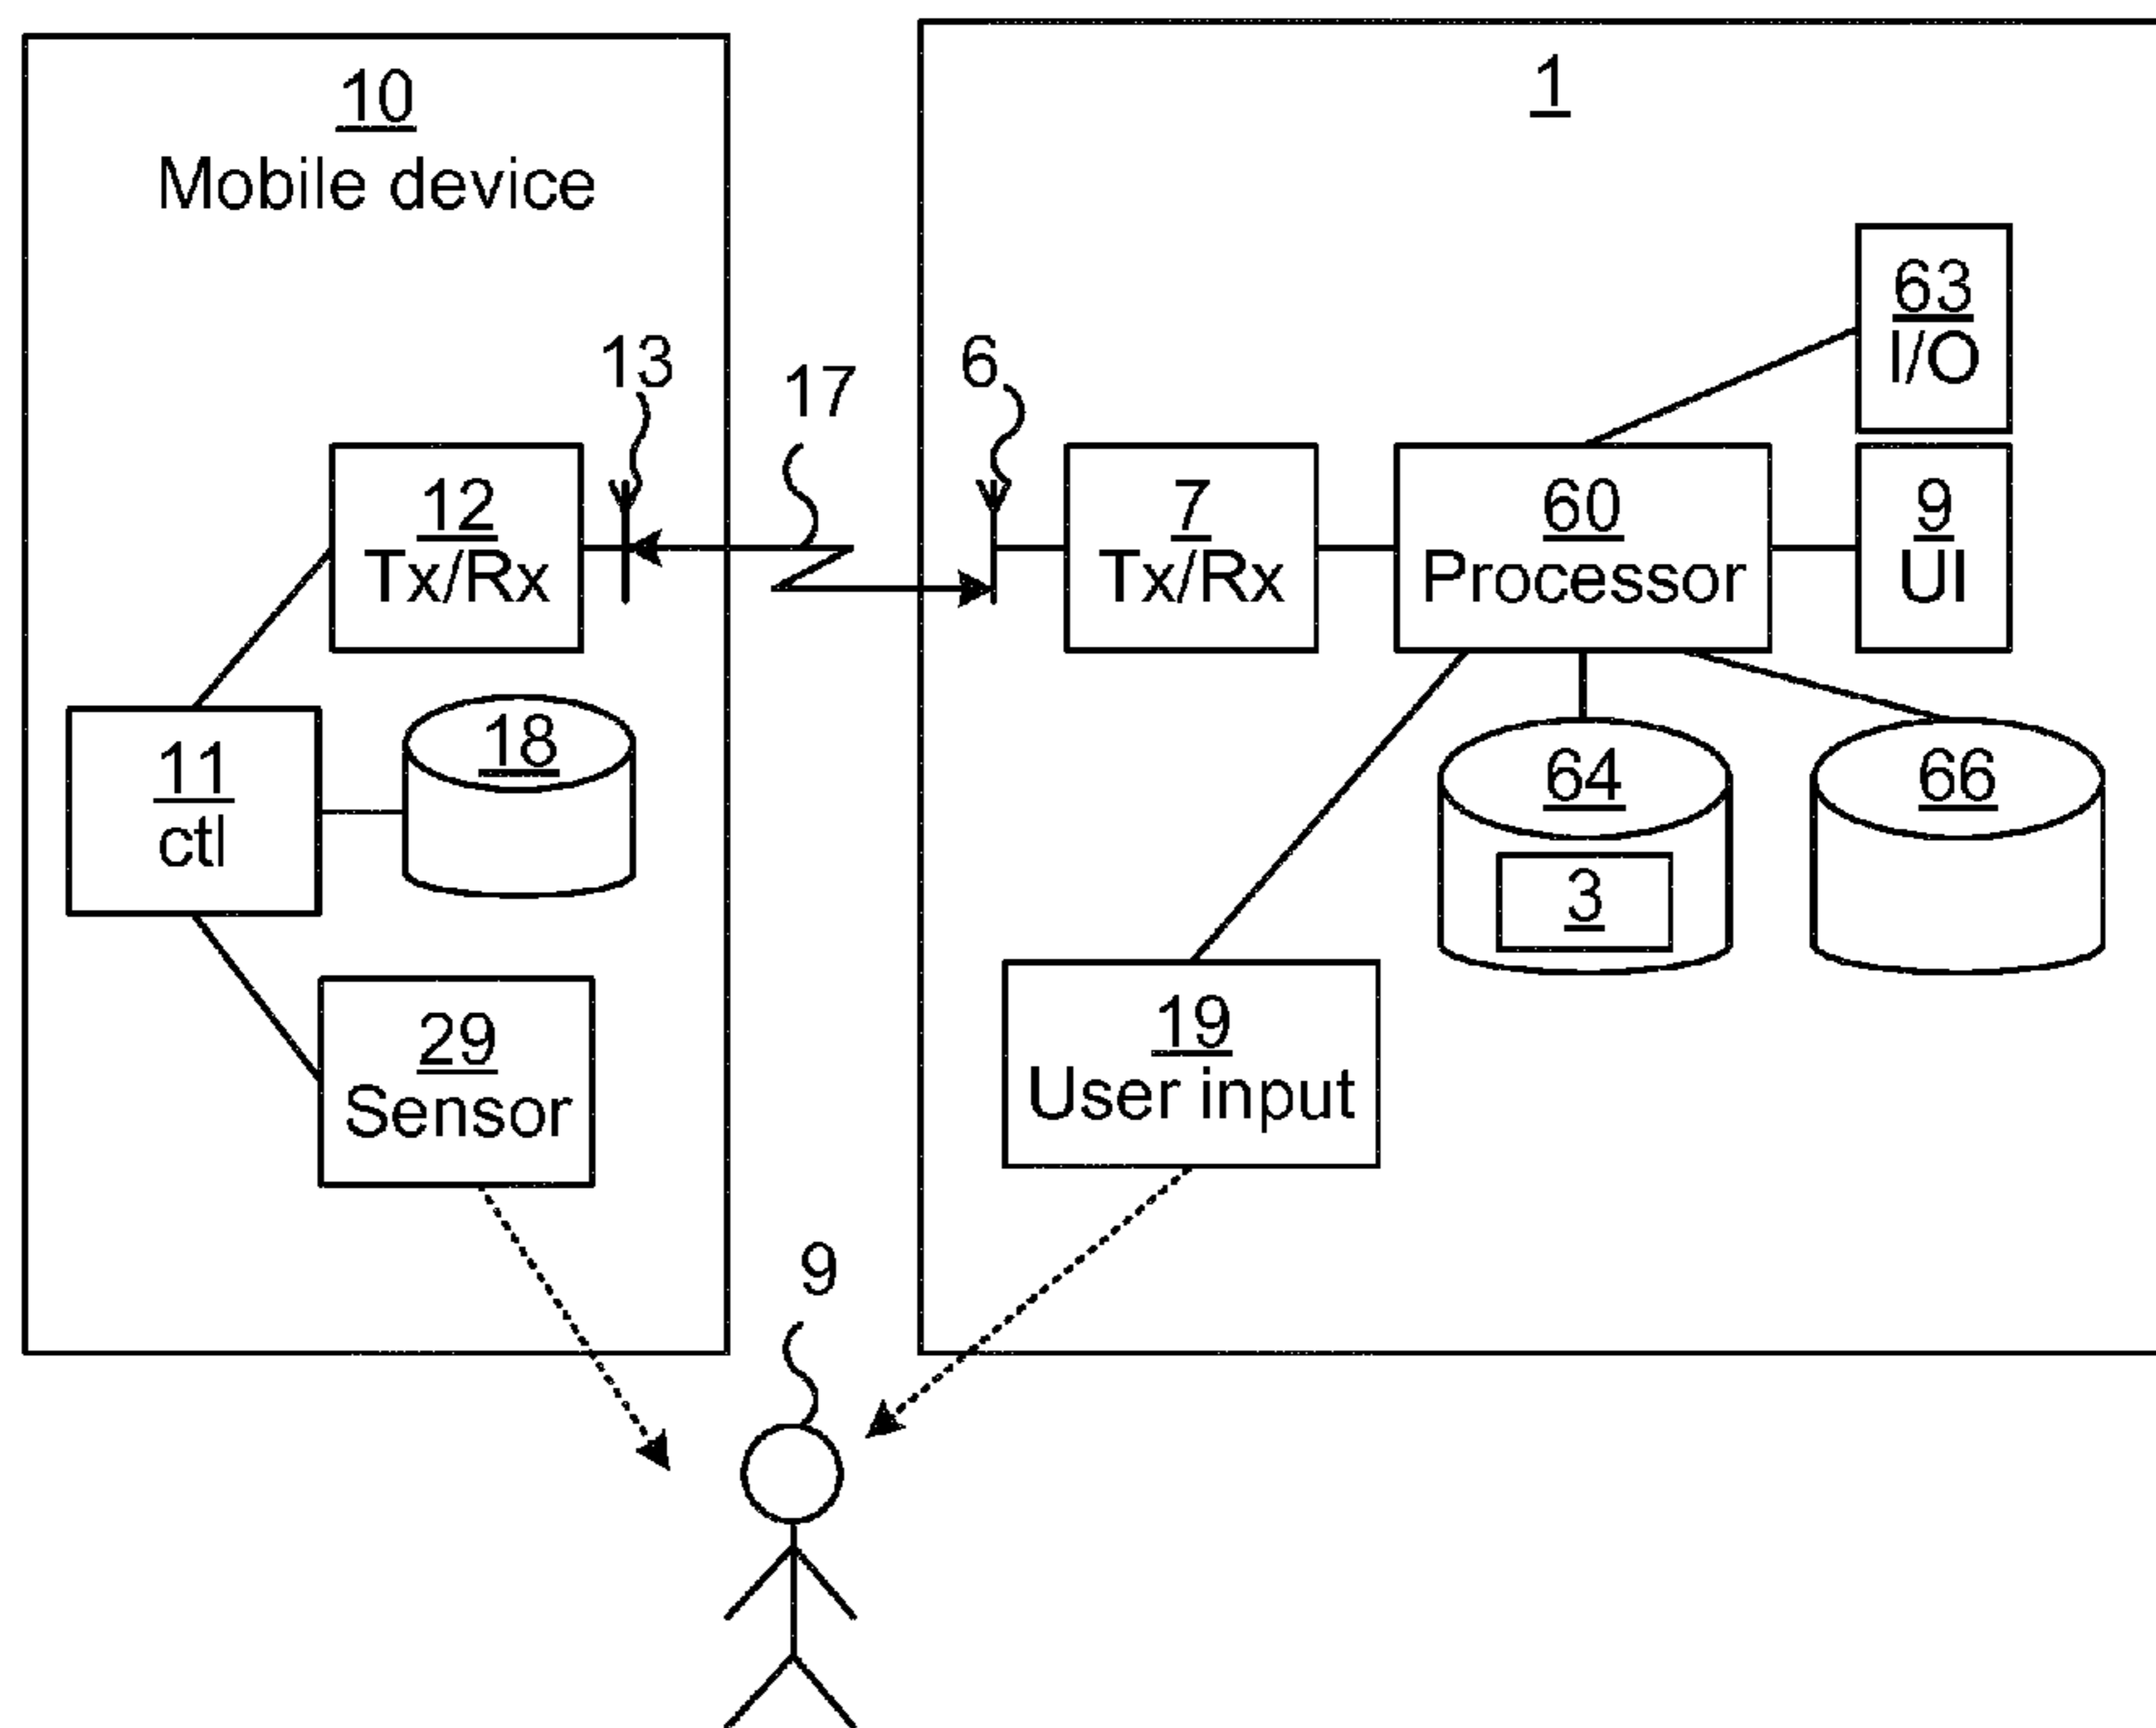 10
Mobile device
1
63
I/O
13
17
6
12
Tx/Rx
7
Tx/Rx
60
Processor
9
UI
11
ctl
18
64
3
66
29
Sensor
19
User input
9